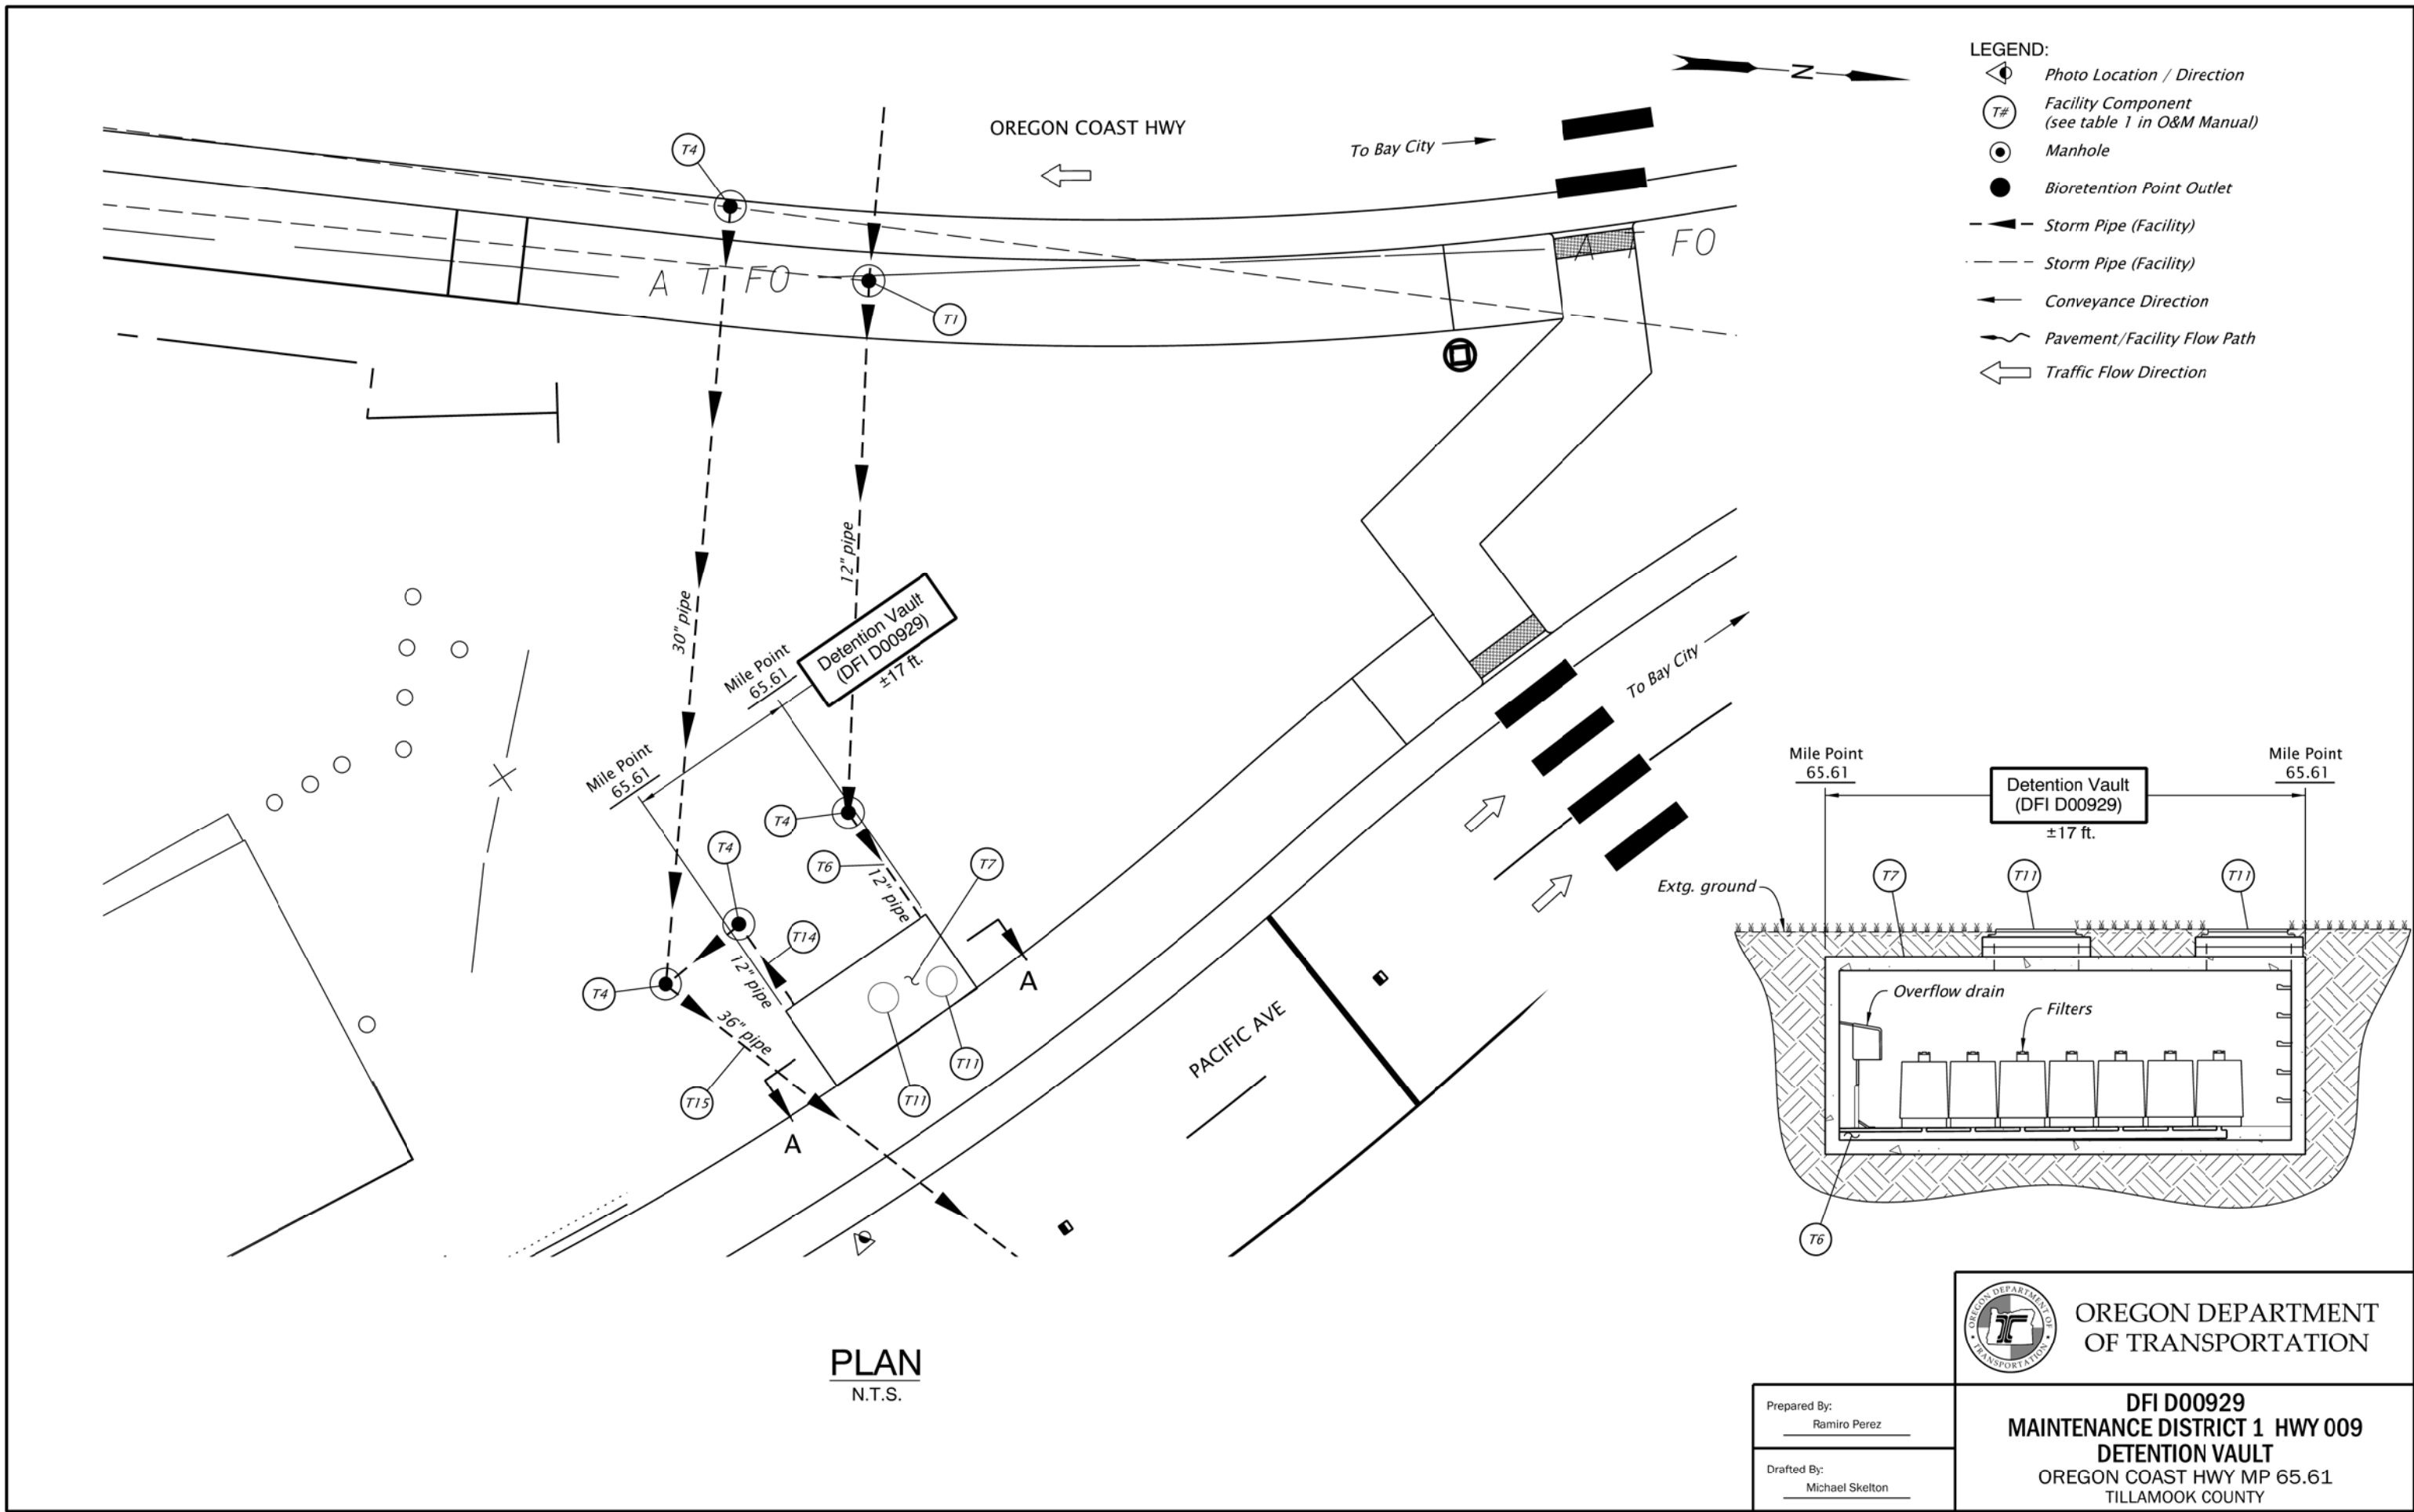 N
LEGEND:
Photo Location / Direction
T#
Facility Component
(see table 1 in O&M Manual)
Manhole
Bioretention Point Outlet
Storm Pipe (Facility)
Storm Pipe (Facility)
Conveyance Direction
Pavement/Facility Flow Path
Traffic Flow Direction
OREGON COAST HWY
To Bay City
T4
A T FO
T1
A T FO
12" pipe
30" pipe
Detention Vault
(DFI D00929)
±17 ft.
Mile Point
65.61
Mile Point
65.61
To Bay City
T4
T4
T6
T7
12" pipe
T14
12" pipe
T4
36" pipe
A
T11
T11
T15
A
PACIFIC AVE
Mile Point
65.61
Mile Point
65.61
Detention Vault
(DFI D00929)
±17 ft.
Extg. ground
T7
T11
T11
Overflow drain
Filters
T6
PLAN
N.T.S.
OREGON DEPARTMENT OF
TRANSPORTATION
OREGON DEPARTMENT
OF TRANSPORTATION
Prepared By:
Ramiro Perez
Drafted By:
Michael Skelton
DFI D00929
MAINTENANCE DISTRICT 1 HWY 009
DETENTION VAULT
OREGON COAST HWY MP 65.61
TILLAMOOK COUNTY